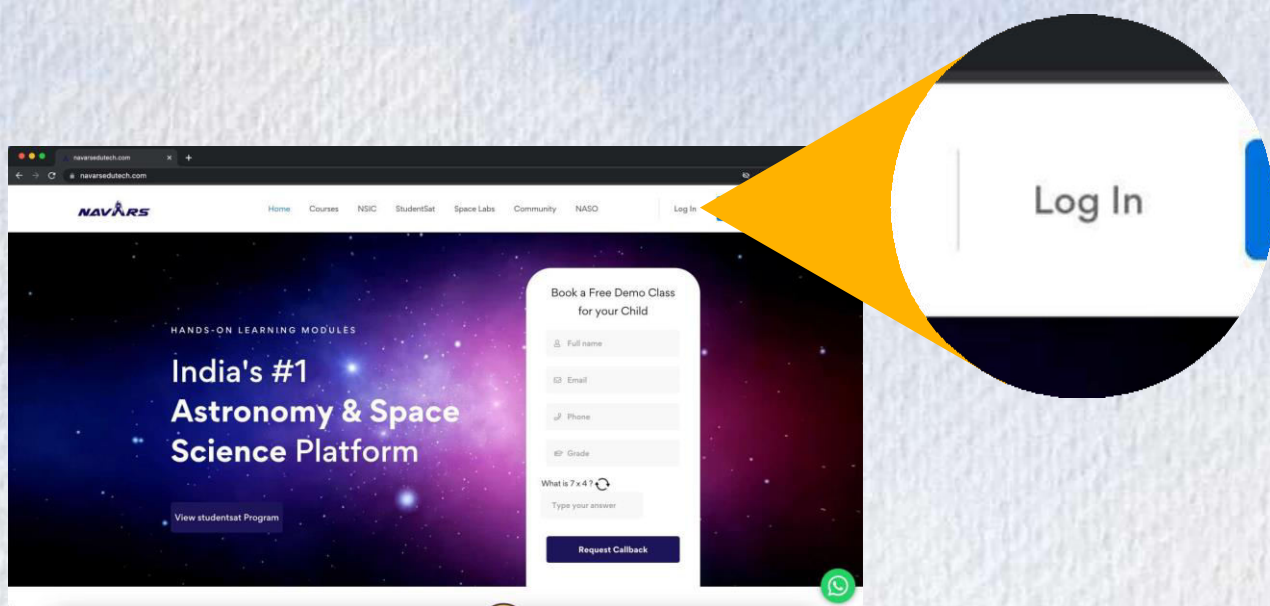 navarsedutech.com
navarsedutech.com
NAVARS
Home Courses NSIC StudentSat Space Labs Community NASO Log In
Log In
HANDS-ON LEARNING MODULES
India's #1
Astronomy & Space
Science Platform
View studentsat Program
Book a Free Demo Class
for your Child
Full name
Email
Phone
Grade
What is 7 x 4 ?
Type your answer
Request Callback